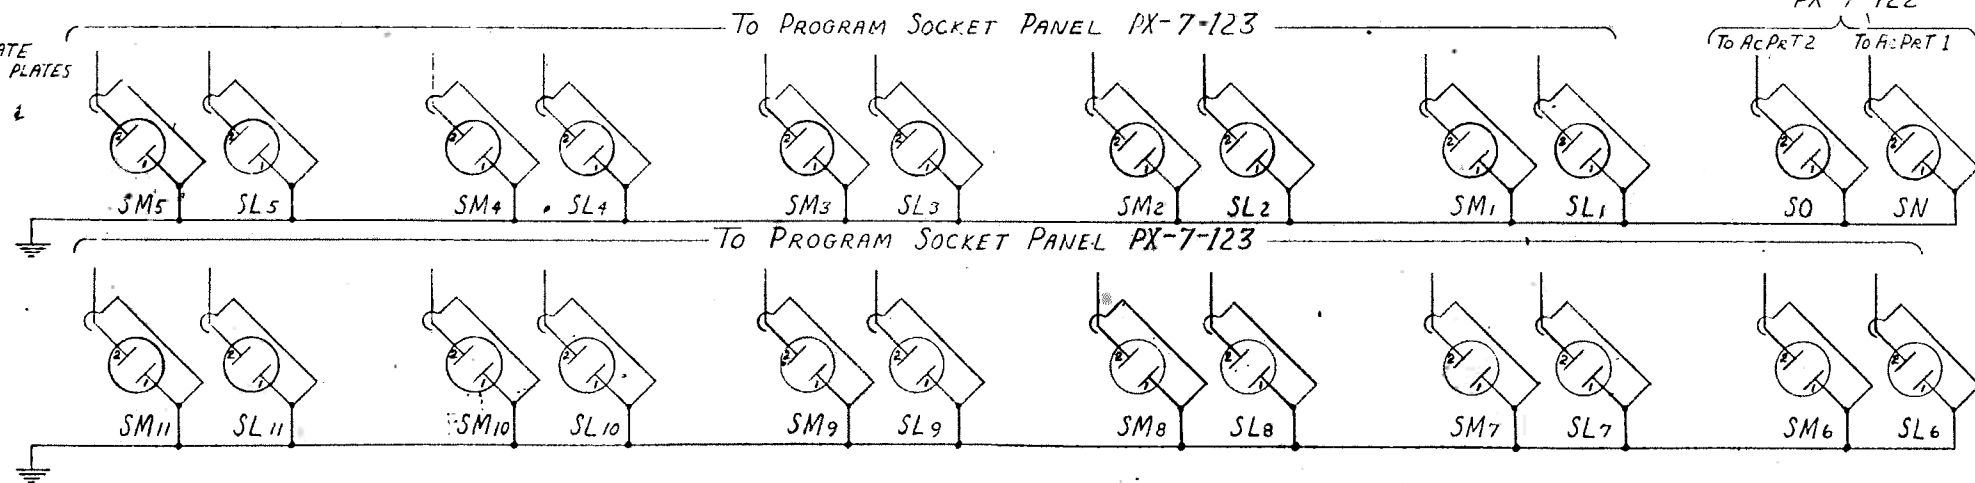 To Program Socket Panel PX-7-123
PX-7-122
To AcPrT 2 To AcPrT 1
PLATES
SM5 SL5 SM4 SL4 SM3 SL3 SM2 SL2 SM1 SL1 SO SN
To Program Socket Panel PX-7-123
SM11 SL11 SM10 SL10 SM9 SL9 SM8 SL8 SM7 SL7 SM6 SL6